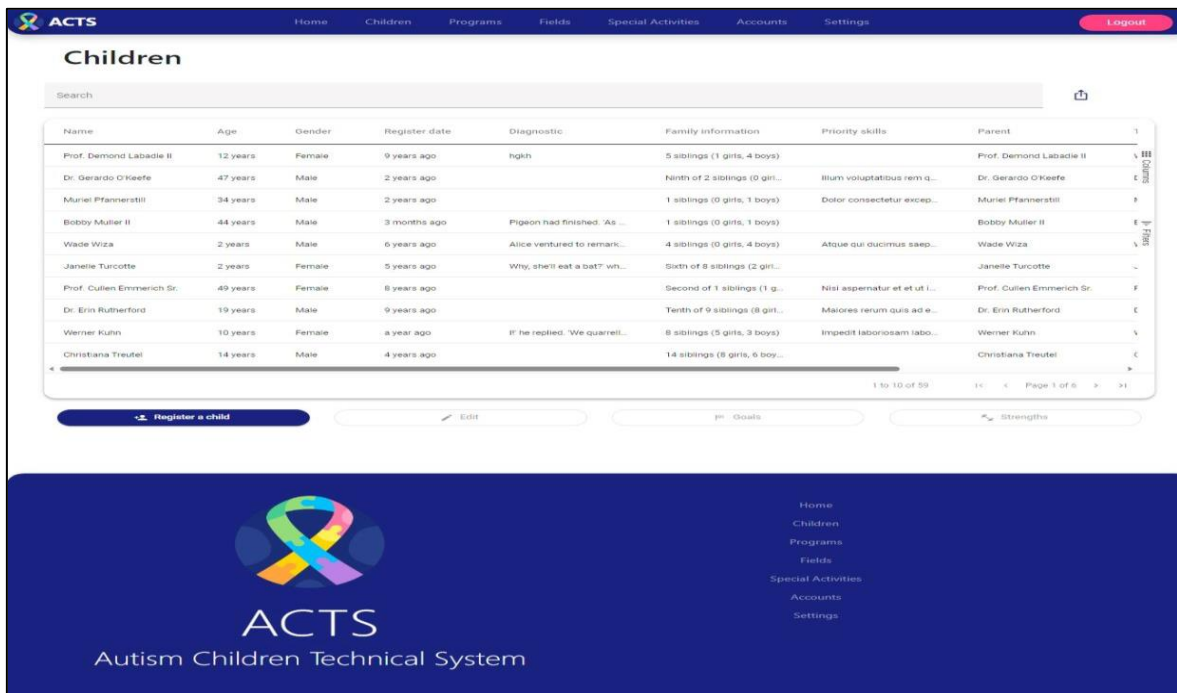 ACTS Home Children Programs Fields Special Activities Accounts Settings Logout
Children
Search
Name Age Gender Register date Diagnostic Family information Priority skills Parent
Prof. Demond Labadie II 12 years Female 9 years ago hgkh 5 siblings (1 girls, 4 boys) Prof. Demond Labadie II
Dr. Gerardo O'Keefe 47 years Male 2 years ago Ninth of 2 siblings (0 girl... Illum voluptatibus rem q... Dr. Gerardo O'Keefe
Muriel Pfannerstill 34 years Male 2 years ago 1 siblings (0 girls, 1 boys) Dolor consectetur excep... Muriel Pfannerstill
Bobby Muller II 44 years Male 3 months ago Pigeon had finished. 'As ... 1 siblings (0 girls, 1 boys) Bobby Muller II
Wade Wiza 2 years Male 6 years ago Alice ventured to remark... 4 siblings (0 girls, 4 boys) Atque qui ducimus saep... Wade Wiza
Janelle Turcotte 2 years Female 5 years ago Why, she'll eat a bat?' wh... Sixth of 8 siblings (2 girl... Janelle Turcotte
Prof. Cullen Emmerich Sr. 49 years Female 8 years ago Second of 1 siblings (1 g... Nisi aspernatur et et ut i... Prof. Cullen Emmerich Sr.
Dr. Erin Rutherford 19 years Male 9 years ago Tenth of 9 siblings (8 girl... Maiores rerum quis ad e... Dr. Erin Rutherford
Werner Kuhn 10 years Female a year ago If' he replied. 'We quarrell... 8 siblings (5 girls, 3 boys) Impedit laboriosam labo... Werner Kuhn
Christiana Treutel 14 years Male 4 years ago 14 siblings (8 girls, 6 boy... Christiana Treutel
Columns
Filters
1 to 10 of 59 Page 1 of 6
Register a child Edit Goals Strengths
Home
Children
Programs
Fields
Special Activities
Accounts
Settings
ACTS
Autism Children Technical System